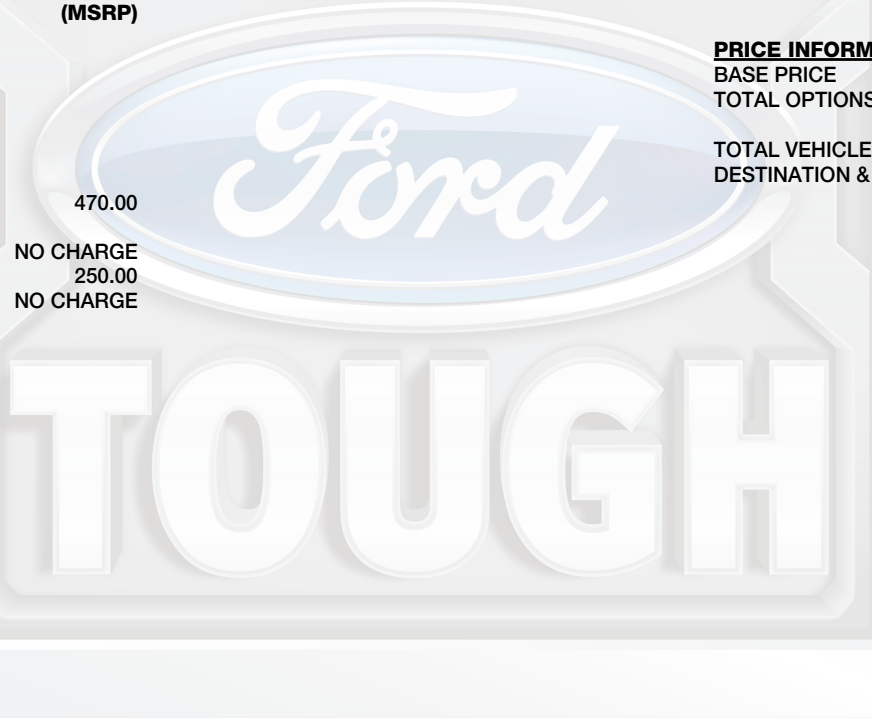 (MSRP)
PRICE INFORM
BASE PRICE
TOTAL OPTIONS
TOTAL VEHICLE
DESTINATION &
470.00
NO CHARGE
250.00
NO CHARGE
Ford
TOUGH